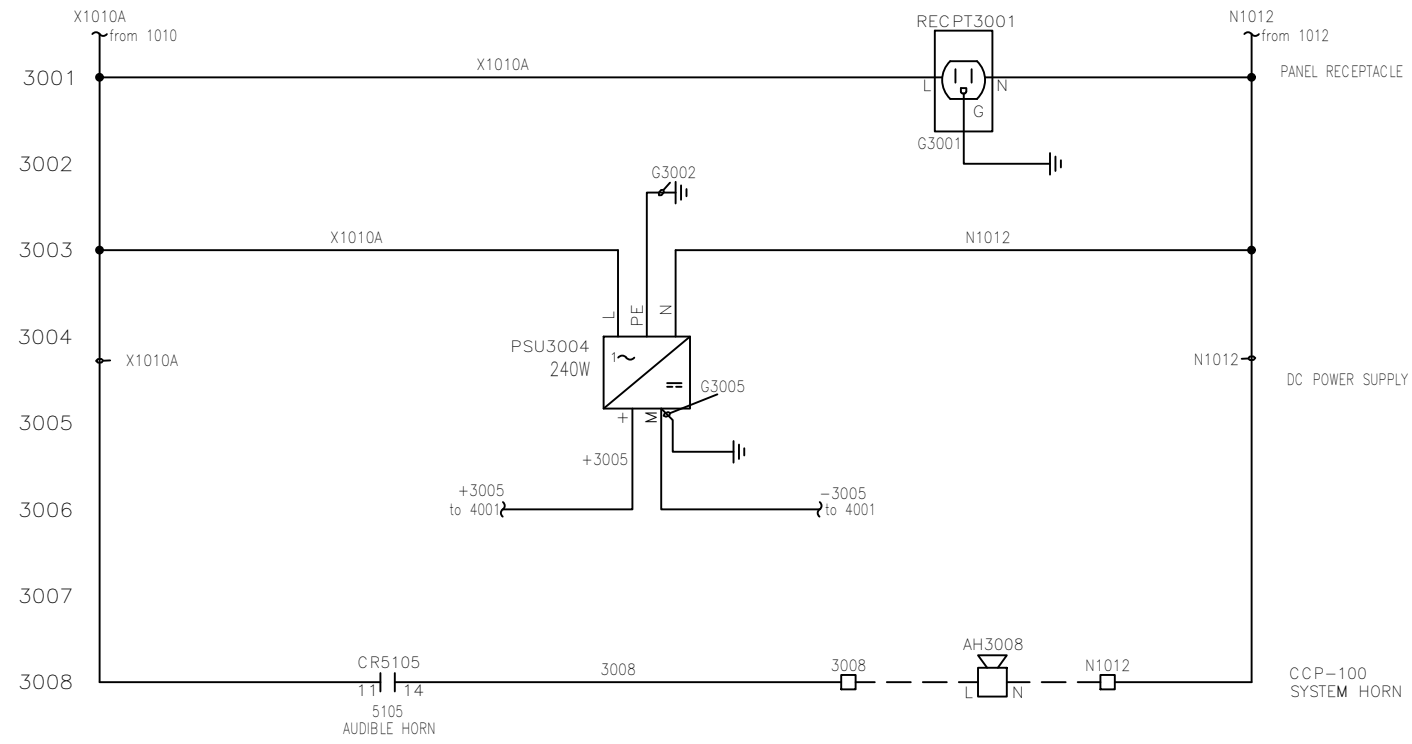 X1010A
from 1010
RECPT3001
N1012
from 1012
3001
X1010A
L
N
G
PANEL RECEPTACLE
G3001
3002
G3002
3003
X1010A
N1012
L
PE
N
3004
PSU3004
240W
1
X1010A
N1012
G3005
DC POWER SUPPLY
3005
+
M
+3005
+3005
to 4001
-3005
to 4001
3006
3007
3008
CR5105
11
14
5105
AUDIBLE HORN
3008
3008
AH3008
L
N
N1012
CCP-100
SYSTEM HORN